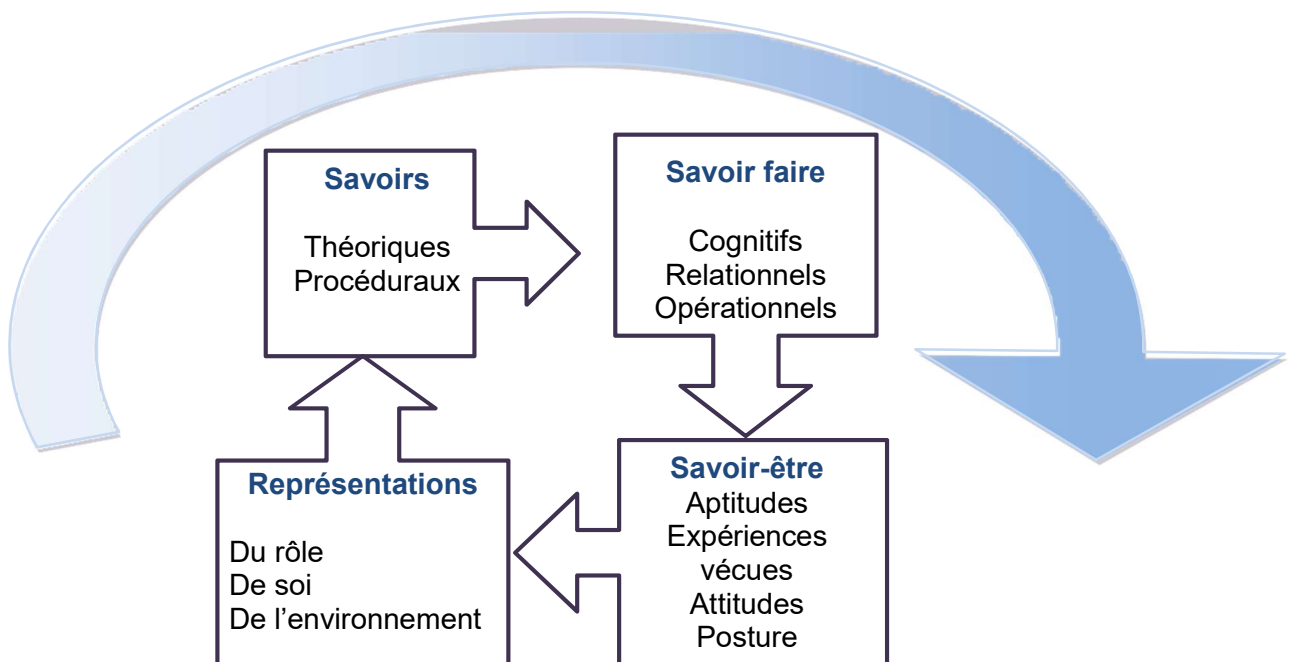 Savoirs
Théoriques
Procéduraux
Savoir faire
Cognitifs
Relationnels
Opérationnels
Représentations
Du rôle
De soi
De l’environnement
Savoir-être
Aptitudes
Expériences
vécues
Attitudes
Posture